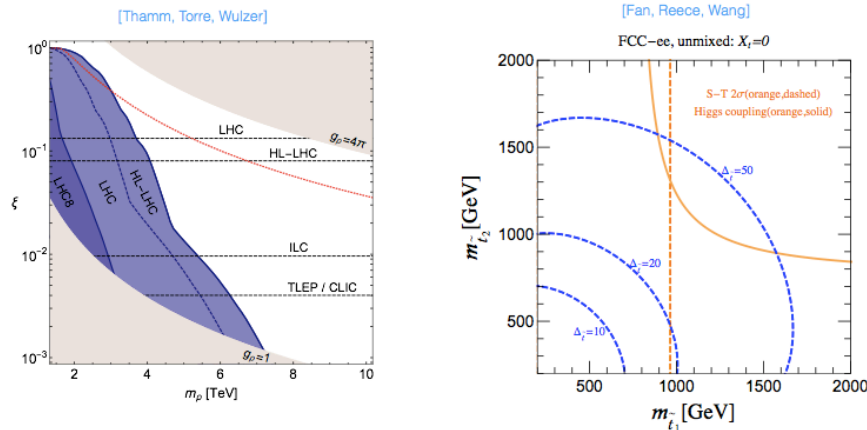 [Thamm, Torre, Wulzer]
10⁰
10⁻¹
10⁻²
10⁻³
ξ
LHC
HL-LHC
gρ=4π
LHC8
LHC
HL-LHC
ILC
TLEP / CLIC
gρ=1
2 4 6 8 10
mρ [TeV]
[Fan, Reece, Wang]
FCC-ee, unmixed: Xt=0
2000
1500
1000
500
m t̃2 [GeV]
S-T 2σ(orange,dashed)
Higgs coupling(orange,solid)
Δt̃=50
Δt̃=20
Δt̃=10
500 1000 1500 2000
m t̃1 [GeV]